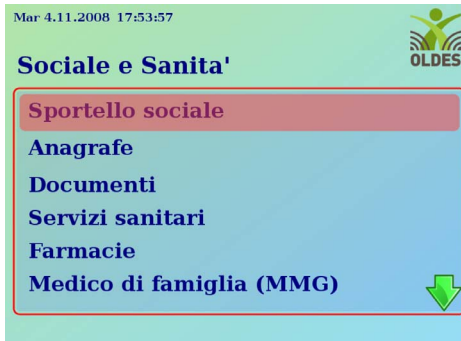 Mar 4.11.2008 17:53:57
OLDES
Sociale e Sanita'
Sportello sociale
Anagrafe
Documenti
Servizi sanitari
Farmacie
Medico di famiglia (MMG)